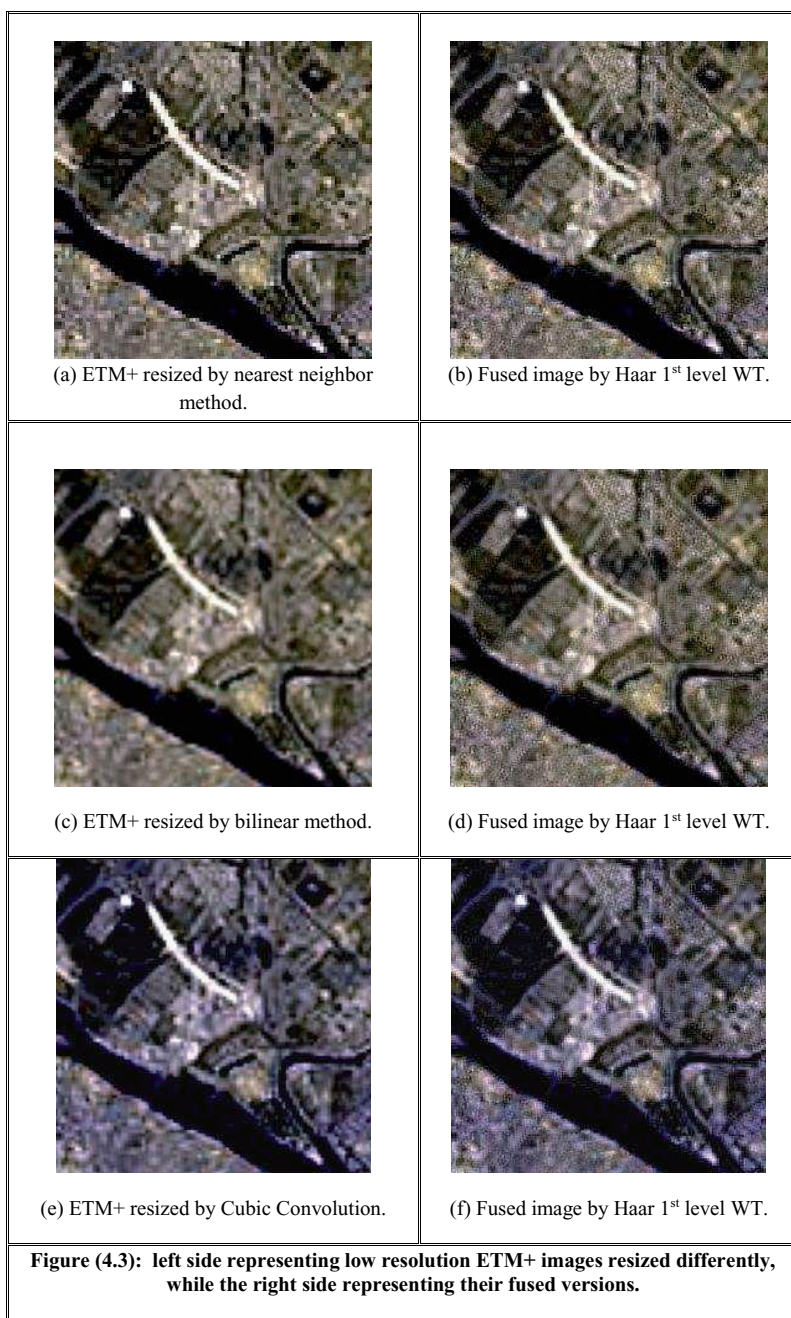 (a) ETM+ resized by nearest neighbor
method.
(b) Fused image by Haar 1st level WT.
(c) ETM+ resized by bilinear method.
(d) Fused image by Haar 1st level WT.
(e) ETM+ resized by Cubic Convolution.
(f) Fused image by Haar 1st level WT.
Figure (4.3): left side representing low resolution ETM+ images resized differently,
while the right side representing their fused versions.